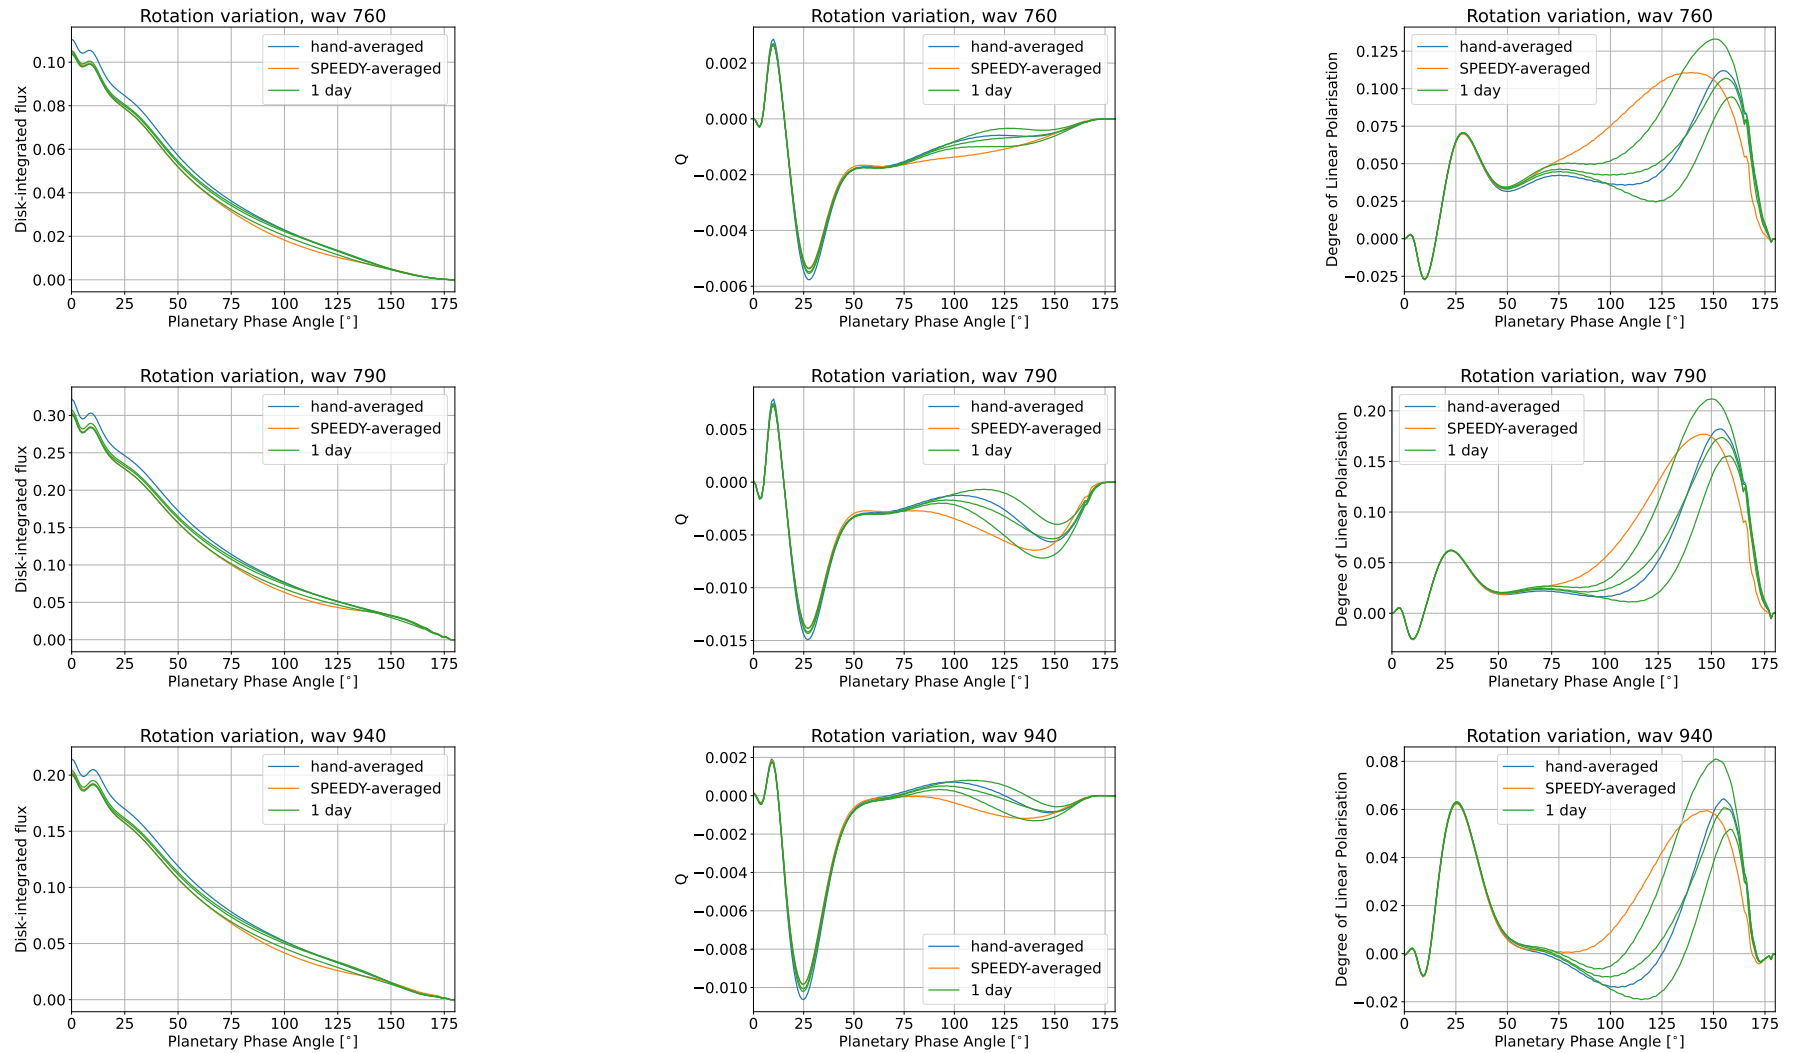 Rotation variation, wav 760
Disk-integrated flux
0.10
0.08
0.06
0.04
0.02
0.00
hand-averaged
SPEEDY-averaged
1 day
0 25 50 75 100 125 150 175
Planetary Phase Angle [°]
Rotation variation, wav 760
Q
0.002
0.000
−0.002
−0.004
−0.006
hand-averaged
SPEEDY-averaged
1 day
0 25 50 75 100 125 150 175
Planetary Phase Angle [°]
Rotation variation, wav 760
Degree of Linear Polarisation
0.125
0.100
0.075
0.050
0.025
0.000
−0.025
hand-averaged
SPEEDY-averaged
1 day
0 25 50 75 100 125 150 175
Planetary Phase Angle [°]
Rotation variation, wav 790
Disk-integrated flux
0.30
0.25
0.20
0.15
0.10
0.05
0.00
hand-averaged
SPEEDY-averaged
1 day
0 25 50 75 100 125 150 175
Planetary Phase Angle [°]
Rotation variation, wav 790
Q
0.005
0.000
−0.005
−0.010
−0.015
hand-averaged
SPEEDY-averaged
1 day
0 25 50 75 100 125 150 175
Planetary Phase Angle [°]
Rotation variation, wav 790
Degree of Linear Polarisation
0.20
0.15
0.10
0.05
0.00
hand-averaged
SPEEDY-averaged
1 day
0 25 50 75 100 125 150 175
Planetary Phase Angle [°]
Rotation variation, wav 940
Disk-integrated flux
0.20
0.15
0.10
0.05
0.00
hand-averaged
SPEEDY-averaged
1 day
0 25 50 75 100 125 150 175
Planetary Phase Angle [°]
Rotation variation, wav 940
Q
0.002
0.000
−0.002
−0.004
−0.006
−0.008
−0.010
hand-averaged
SPEEDY-averaged
1 day
0 25 50 75 100 125 150 175
Planetary Phase Angle [°]
Rotation variation, wav 940
Degree of Linear Polarisation
0.08
0.06
0.04
0.02
0.00
−0.02
hand-averaged
SPEEDY-averaged
1 day
0 25 50 75 100 125 150 175
Planetary Phase Angle [°]